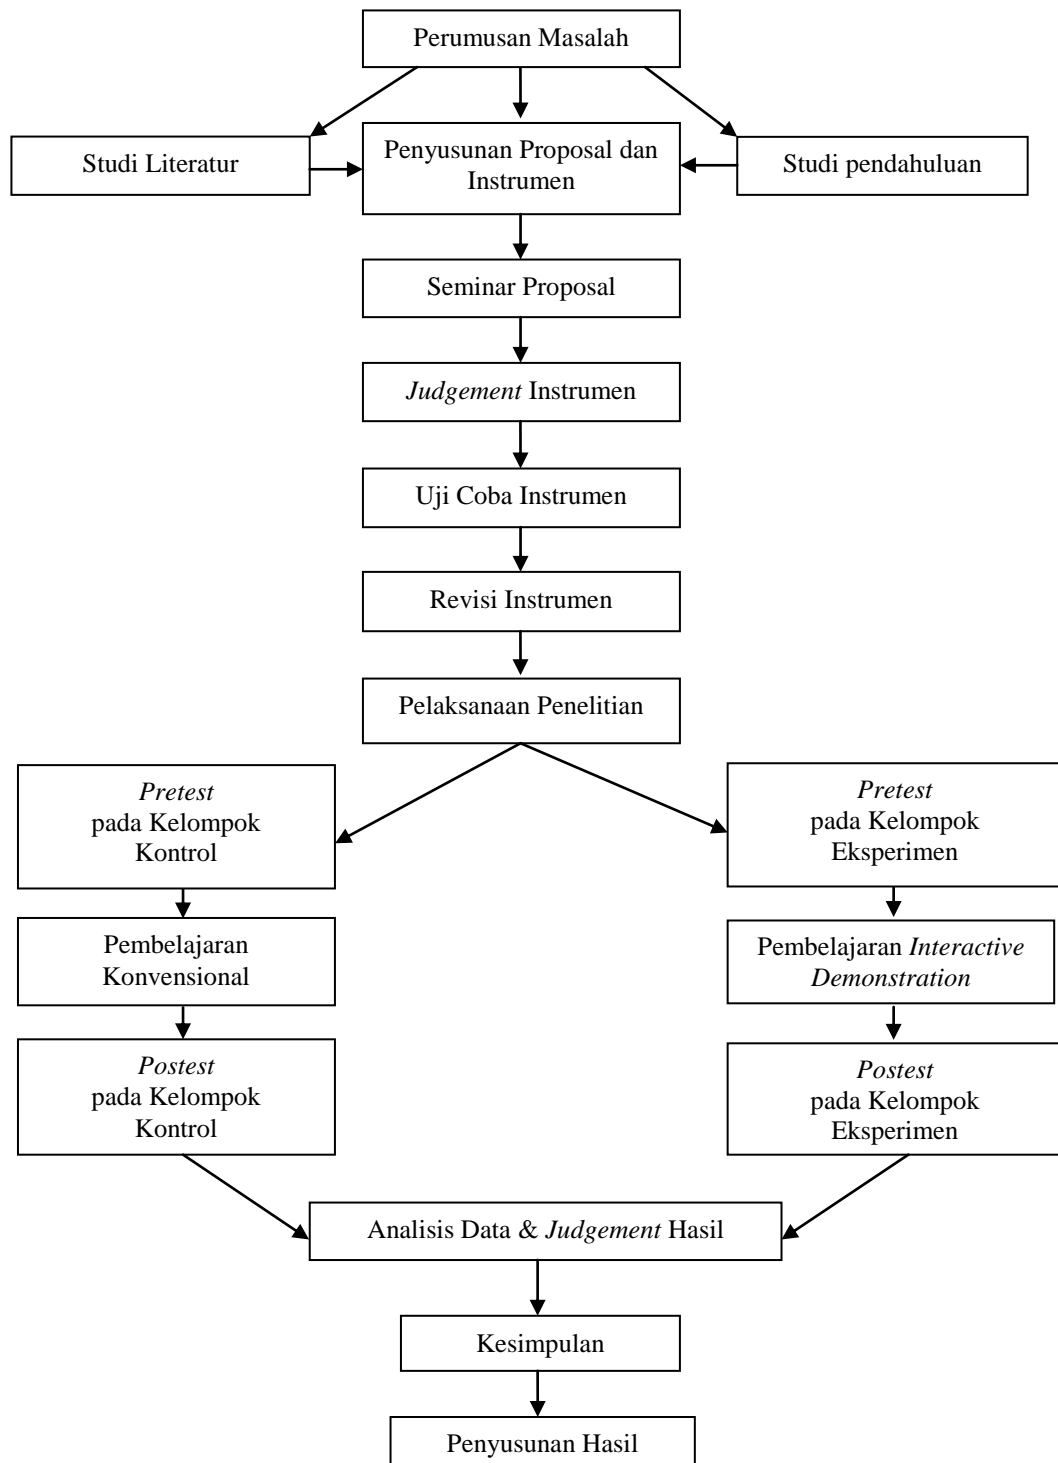 Perumusan Masalah
Studi Literatur
Penyusunan Proposal dan
Instrumen
Studi pendahuluan
Seminar Proposal
Judgement Instrumen
Uji Coba Instrumen
Revisi Instrumen
Pelaksanaan Penelitian
Pretest
pada Kelompok
Kontrol
Pretest
pada Kelompok
Eksperimen
Pembelajaran
Konvensional
Pembelajaran Interactive
Demonstration
Postest
pada Kelompok
Kontrol
Postest
pada Kelompok
Eksperimen
Analisis Data & Judgement Hasil
Kesimpulan
Penyusunan Hasil